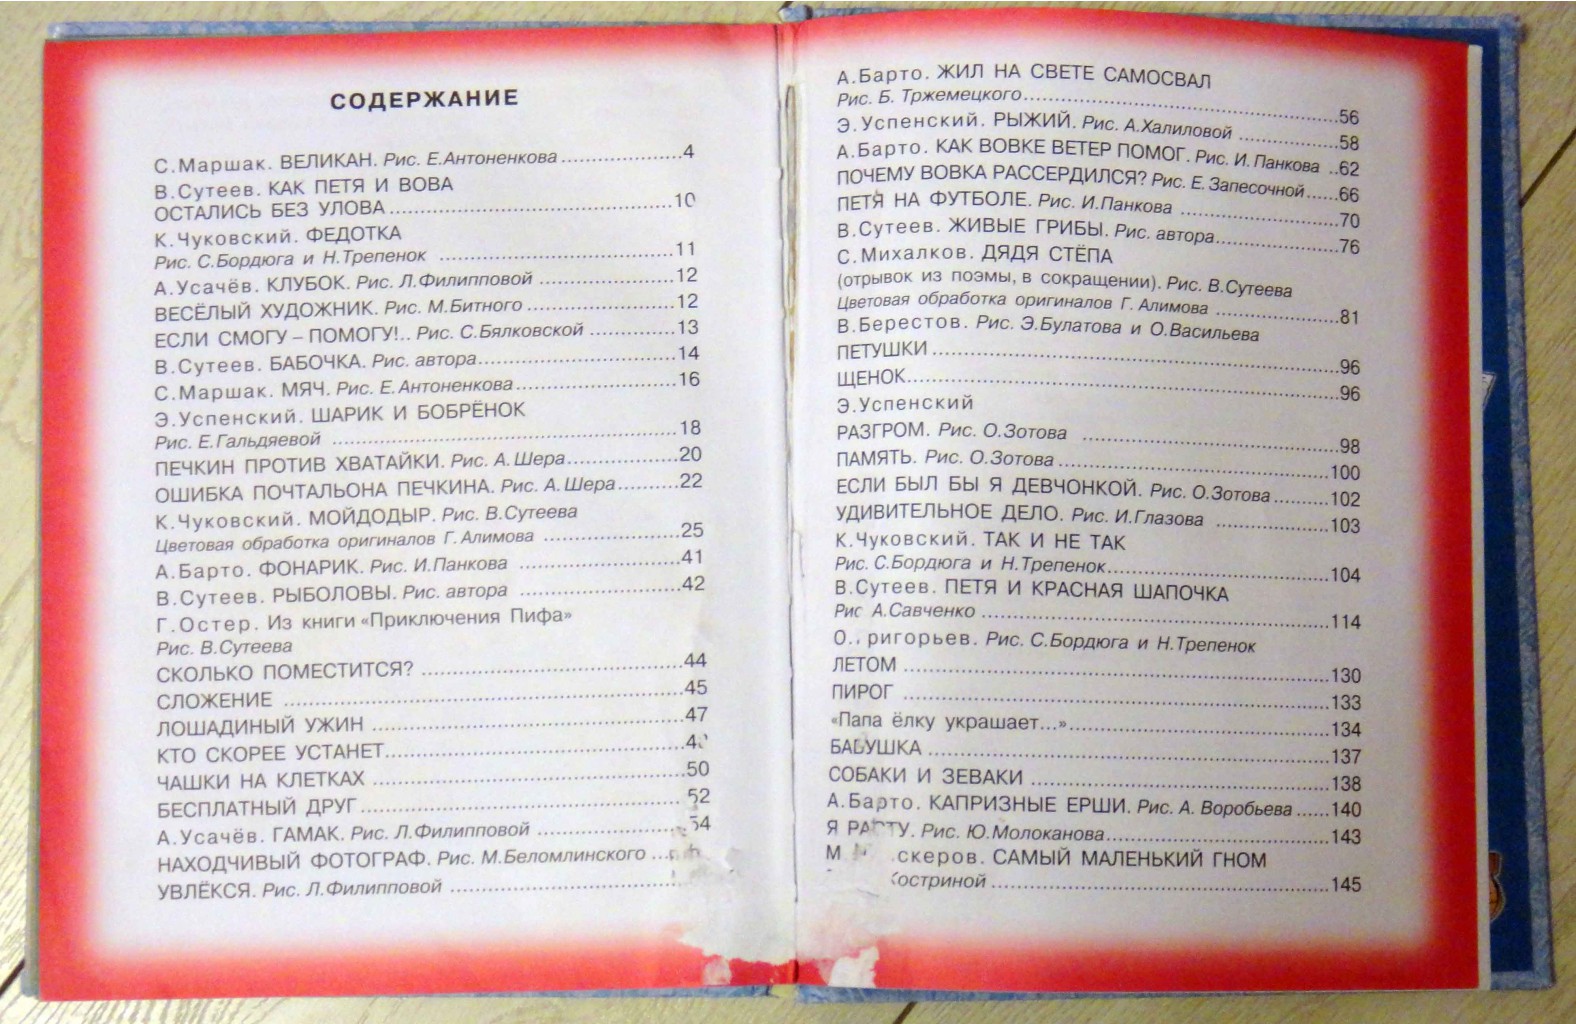 СОДЕРЖАНИЕ
С.Маршак. ВЕЛИКАН. Рис. Е.Антоненкова....................4
В.Сутеев. КАК ПЕТЯ И ВОВА
ОСТАЛИСЬ БЕЗ УЛОВА....................10
К.Чуковский. ФЕДОТКА
Рис. С.Бордюга и Н.Трепенок ....................11
А.Усачёв. КЛУБОК. Рис. Л.Филипповой ....................12
ВЕСЁЛЫЙ ХУДОЖНИК. Рис. М.Битного....................12
ЕСЛИ СМОГУ – ПОМОГУ!.. Рис. С.Бялковской ....................13
В.Сутеев. БАБОЧКА. Рис. автора....................14
С.Маршак. МЯЧ. Рис. Е.Антоненкова....................16
Э.Успенский. ШАРИК И БОБРЁНОК
Рис. Е.Гальдяевой ....................18
ПЕЧКИН ПРОТИВ ХВАТАЙКИ. Рис. А.Шера....................20
ОШИБКА ПОЧТАЛЬОНА ПЕЧКИНА. Рис. А.Шера..........22
К.Чуковский. МОЙДОДЫР. Рис. В.Сутеева
Цветовая обработка оригиналов Г.Алимова ....................25
А.Барто. ФОНАРИК. Рис. И.Панкова ....................41
В.Сутеев. РЫБОЛОВЫ. Рис. автора ....................42
Г.Остер. Из книги «Приключения Пифа»
Рис. В.Сутеева
СКОЛЬКО ПОМЕСТИТСЯ? ....................44
СЛОЖЕНИЕ ....................45
ЛОШАДИНЫЙ УЖИН ....................47
КТО СКОРЕЕ УСТАНЕТ....................
ЧАШКИ НА КЛЕТКАХ ....................50
БЕСПЛАТНЫЙ ДРУГ....................52
А.Усачёв. ГАМАК. Рис. Л.Филипповой ....................54
НАХОДЧИВЫЙ ФОТОГРАФ. Рис. М.Беломлинского ...
УВЛЁКСЯ. Рис. Л.Филипповой ....................
А.Барто. ЖИЛ НА СВЕТЕ САМОСВАЛ
Рис. Б. Тржемецкого....................56
Э.Успенский. РЫЖИЙ. Рис. А.Халиловой ....................58
А.Барто. КАК ВОВКЕ ВЕТЕР ПОМОГ. Рис. И. Панкова ..62
ПОЧЕМУ ВОВКА РАССЕРДИЛСЯ? Рис. Е. Запесочной......66
ПЕТЯ НА ФУТБОЛЕ. Рис. И.Панкова ....................70
В.Сутеев. ЖИВЫЕ ГРИБЫ. Рис. автора....................76
С.Михалков. ДЯДЯ СТЁПА
(отрывок из поэмы, в сокращении). Рис. В.Сутеева
Цветовая обработка оригиналов Г. Алимова ....................81
В.Берестов. Рис. Э.Булатова и О.Васильева
ПЕТУШКИ....................96
ЩЕНОК....................96
Э.Успенский
РАЗГРОМ. Рис. О.Зотова ....................98
ПАМЯТЬ. Рис. О.Зотова....................100
ЕСЛИ БЫЛ БЫ Я ДЕВЧОНКОЙ. Рис. О.Зотова..........102
УДИВИТЕЛЬНОЕ ДЕЛО. Рис. И.Глазова ....................103
К.Чуковский. ТАК И НЕ ТАК
Рис. С.Бордюга и Н.Трепенок....................104
В.Сутеев. ПЕТЯ И КРАСНАЯ ШАПОЧКА
Рис А.Савченко ....................114
О. ригорьев. Рис. С.Бордюга и Н.Трепенок
ЛЕТОМ ....................130
ПИРОГ ....................133
«Папа ёлку украшает...»....................134
БАБУШКА ....................137
СОБАКИ И ЗЕВАКИ ....................138
А.Барто. КАПРИЗНЫЕ ЕРШИ. Рис. А. Воробьева......140
Я РАСТУ. Рис. Ю.Молоканова....................143
М. скеров. САМЫЙ МАЛЕНЬКИЙ ГНОМ
Костриной ....................145